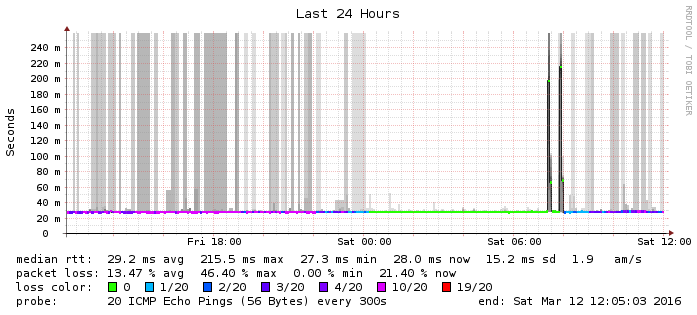 Last 24 Hours
RRDTOOL / TOBI OETIKER
Seconds
240 m
220 m
200 m
180 m
160 m
140 m
120 m
100 m
80 m
60 m
40 m
20 m
0
Fri 18:00 Sat 00:00 Sat 06:00 Sat 12:00
median rtt: 29.2 ms avg 215.5 ms max 27.3 ms min 28.0 ms now 15.2 ms sd 1.9 am/s
packet loss: 13.47 % avg 46.40 % max 0.00 % min 21.40 % now
loss color: 0 1/20 2/20 3/20 4/20 10/20 19/20
probe: 20 ICMP Echo Pings (56 Bytes) every 300s end: Sat Mar 12 12:05:03 2016